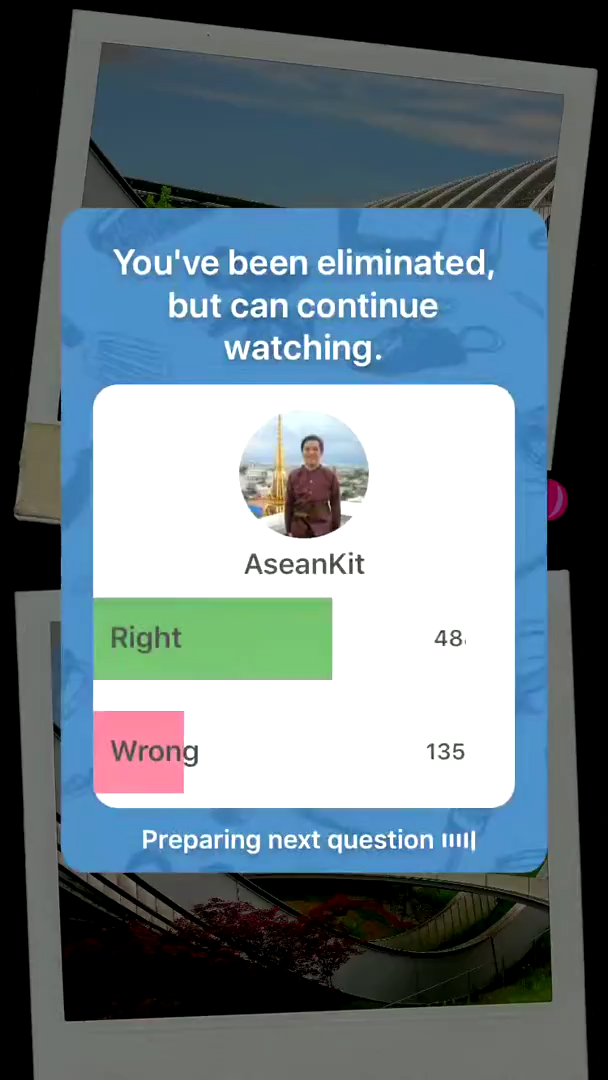 You've been eliminated,
but can continue
watching.
AseanKit
Right
Wrong
135
Preparing next question